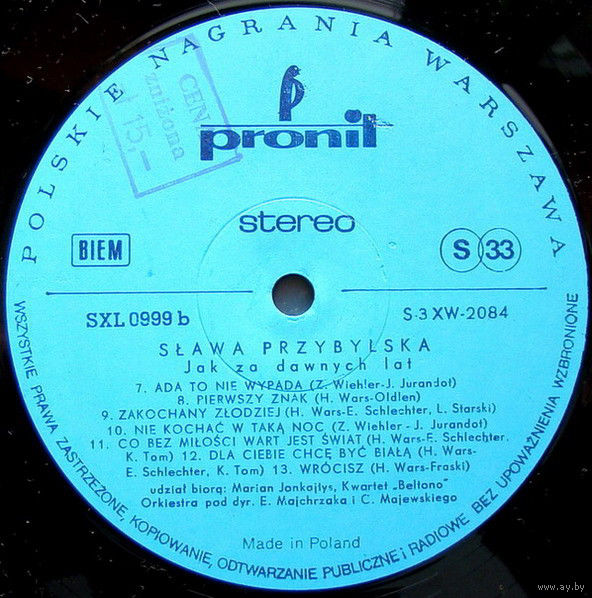 POLSKIE NAGRANIA WARSZAWA
CEN
zniżona
15,-
pronit
stereo
BIEM
S 33
SXL 0999 b
S-3 XW-2084
SŁAWA PRZYBYLSKA
Jak za dawnych lat
7. ADA TO NIE WYPADA (Z. Wiehler-J. Jurandot)
8. PIERWSZY ZNAK (H. Wars-Oldlen)
9. ZAKOCHANY ZŁODZIEJ (H. Wars-E. Schlechter, L. Starski)
10. NIE KOCHAĆ W TAKĄ NOC (Z. Wiehler - J. Jurandot)
11. CO BEZ MIŁOŚCI WART JEST ŚWIAT (H. Wars-E. Schlechter.
K. Tom) 12. DLA CIEBIE CHCĘ BYĆ BIAŁĄ (H. Wars-
E. Schlechter, K. Tom) 13. WRÓCISZ (H. Wars-Fraski)
udział biorą: Marian Jonkajtys, Kwartet „Beltono"
Orkiestra pod dyr. E. Majchrzaka i C. Majewskiego
Made in Poland
WSZYSTKIE PRAWA ZASTRZEŻONE, KOPIOWANIE, ODTWARZANIE PUBLICZNE i RADIOWE BEZ UPOWAŻNIENIA WZBRONIONE
www.ay.by